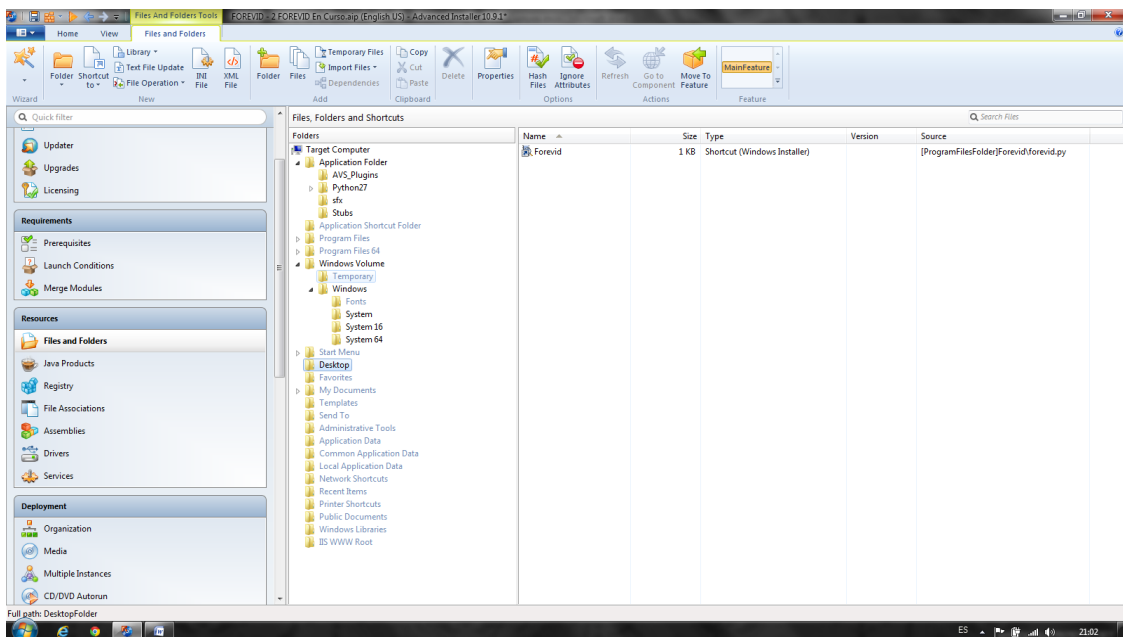 Files And Folders Tools FOREVID - 2 FOREVID En Curso.aip (English US) - Advanced Installer 10.9.1*
Home View Files and Folders
Wizard
Folder Shortcut to
Library
Text File Update
File Operation
INI File
XML File
New
Folder Files
Temporary Files
Import Files
Dependencies
Add
Copy
Cut
Paste
Clipboard
Delete
Properties
Hash Files
Ignore Attributes
Options
Refresh
Go to Component
Move To Feature
Actions
MainFeature
Feature
Quick filter
Updater
Upgrades
Licensing
Requirements
Prerequisites
Launch Conditions
Merge Modules
Resources
Files and Folders
Java Products
Registry
File Associations
Assemblies
Drivers
Services
Deployment
Organization
Media
Multiple Instances
CD/DVD Autorun
Files, Folders and Shortcuts
Search Files
Folders
Target Computer
Application Folder
AVS_Plugins
Python27
sfx
Stubs
Application Shortcut Folder
Program Files
Program Files 64
Windows Volume
Temporary
Windows
Fonts
System
System 16
System 64
Start Menu
Desktop
Favorites
My Documents
Templates
Send To
Administrative Tools
Application Data
Common Application Data
Local Application Data
Network Shortcuts
Recent Items
Printer Shortcuts
Public Documents
Windows Libraries
IIS WWW Root
Name Size Type Version Source
Forevid 1 KB Shortcut (Windows Installer) [ProgramFilesFolder]Forevid\forevid.py
Full path: DesktopFolder
ES 21:02